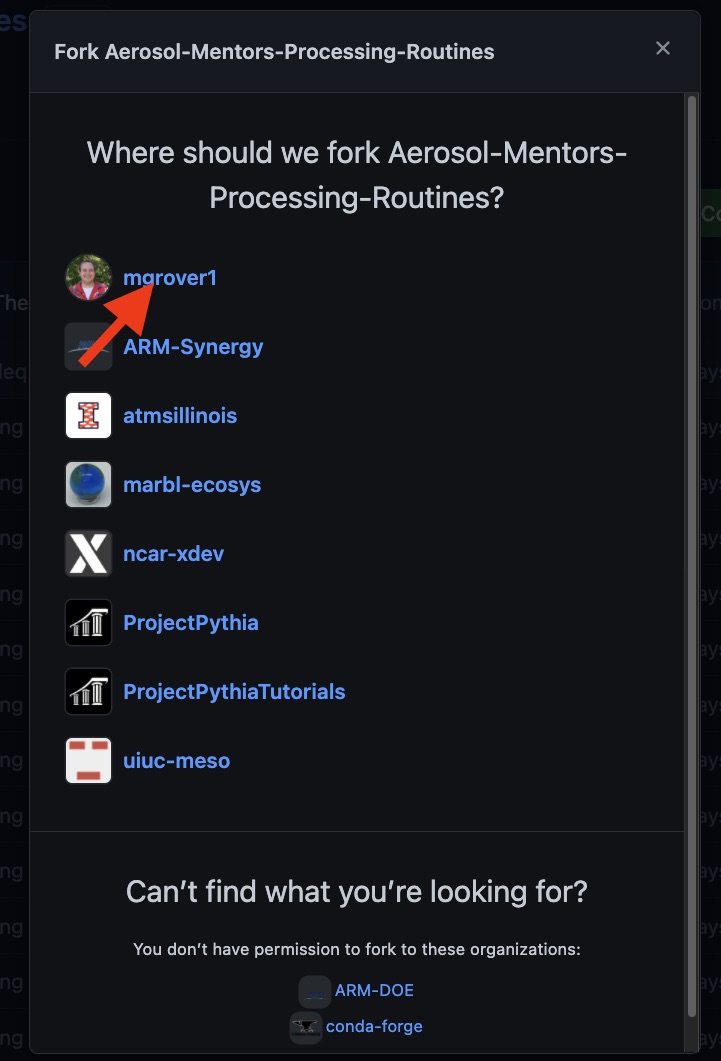 es
Fork Aerosol-Mentors-Processing-Routines
Where should we fork Aerosol-Mentors-
Processing-Routines?
mgrover1
ARM-Synergy
atmsillinois
marbl-ecosys
ncar-xdev
ProjectPythia
ProjectPythiaTutorials
uiuc-meso
Can’t find what you’re looking for?
You don’t have permission to fork to these organizations:
ARM-DOE
conda-forge